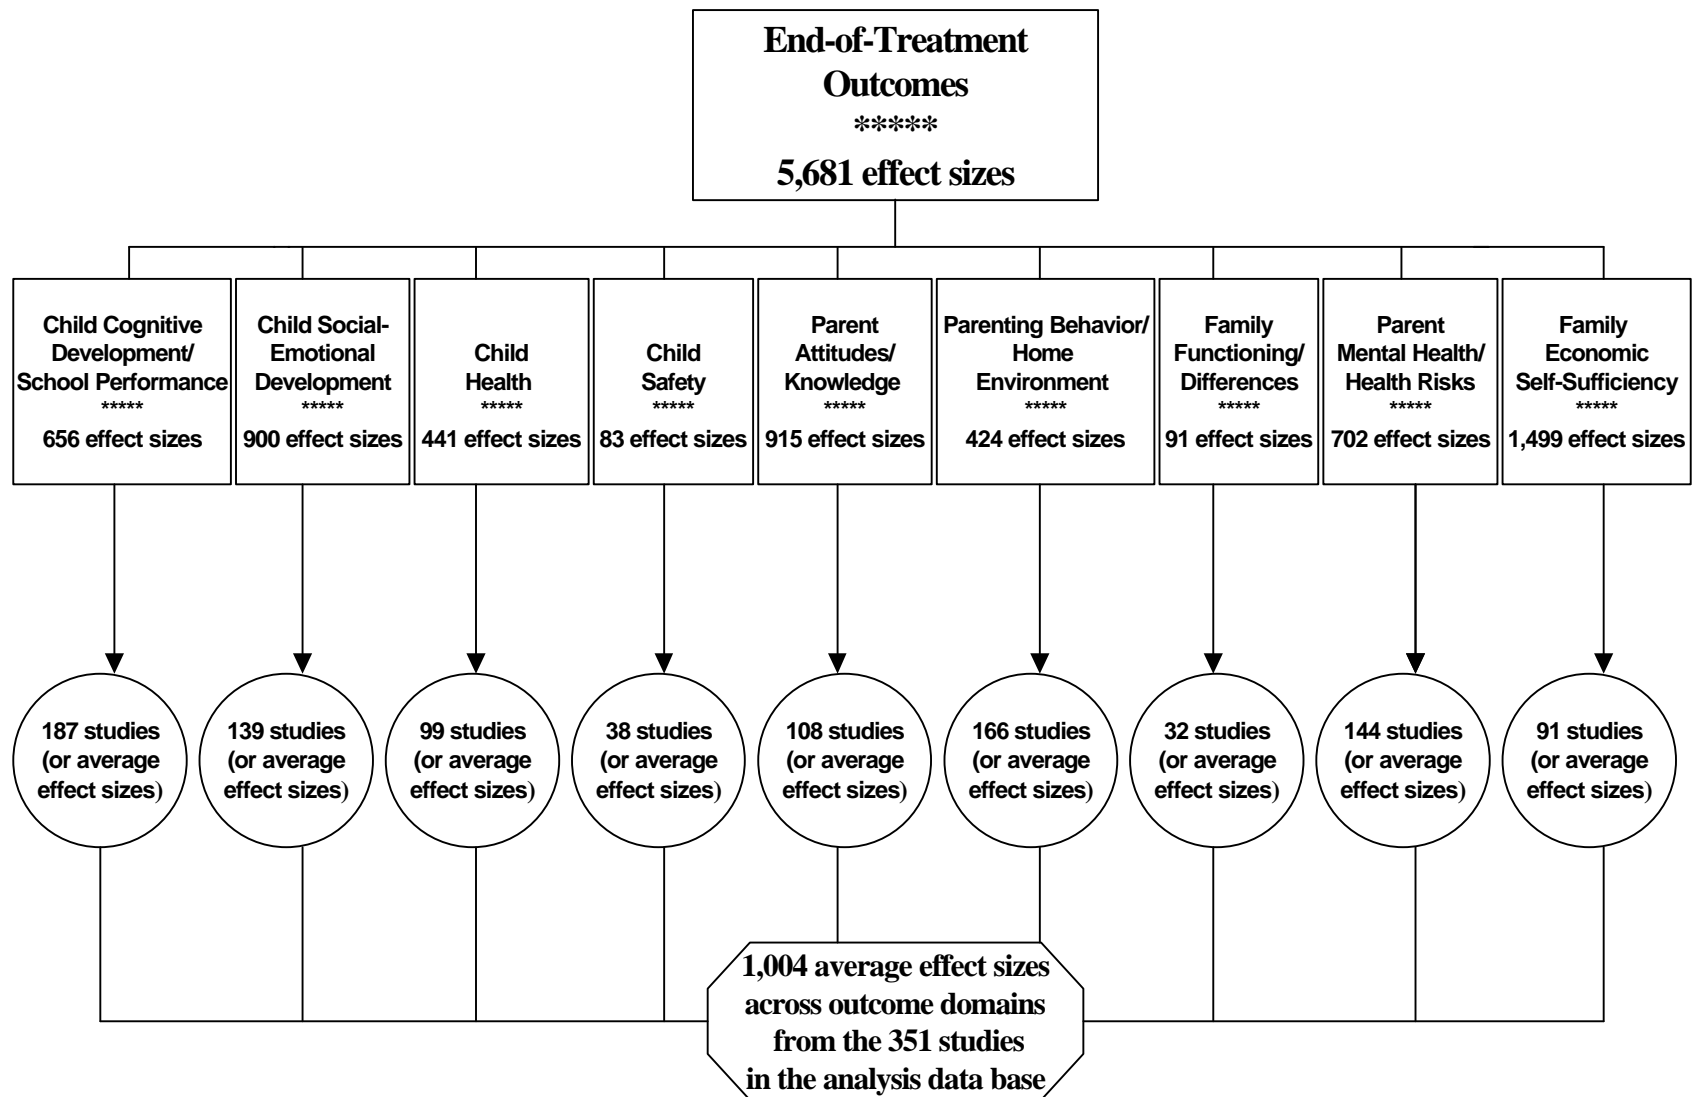 End-of-Treatment
Outcomes
*****
5,681 effect sizes
Child Cognitive
Development/
School Performance
*****
656 effect sizes
Child Social-
Emotional
Development
*****
900 effect sizes
Child
Health
*****
441 effect sizes
Child
Safety
*****
83 effect sizes
Parent
Attitudes/
Knowledge
*****
915 effect sizes
Parenting Behavior/
Home
Environment
*****
424 effect sizes
Family
Functioning/
Differences
*****
91 effect sizes
Parent
Mental Health/
Health Risks
*****
702 effect sizes
Family
Economic
Self-Sufficiency
*****
1,499 effect sizes
187 studies
(or average
effect sizes)
139 studies
(or average
effect sizes)
99 studies
(or average
effect sizes)
38 studies
(or average
effect sizes)
108 studies
(or average
effect sizes)
166 studies
(or average
effect sizes)
32 studies
(or average
effect sizes)
144 studies
(or average
effect sizes)
91 studies
(or average
effect sizes)
1,004 average effect sizes
across outcome domains
from the 351 studies
in the analysis data base